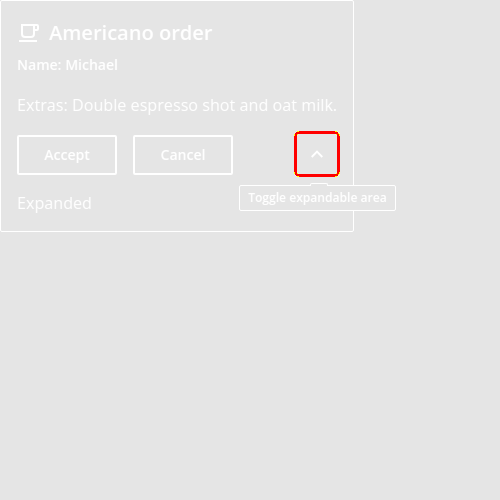 Americano order
Name: Michael
Extras: Double espresso shot and oat milk.
Accept
Cancel
Toggle expandable area
Expanded